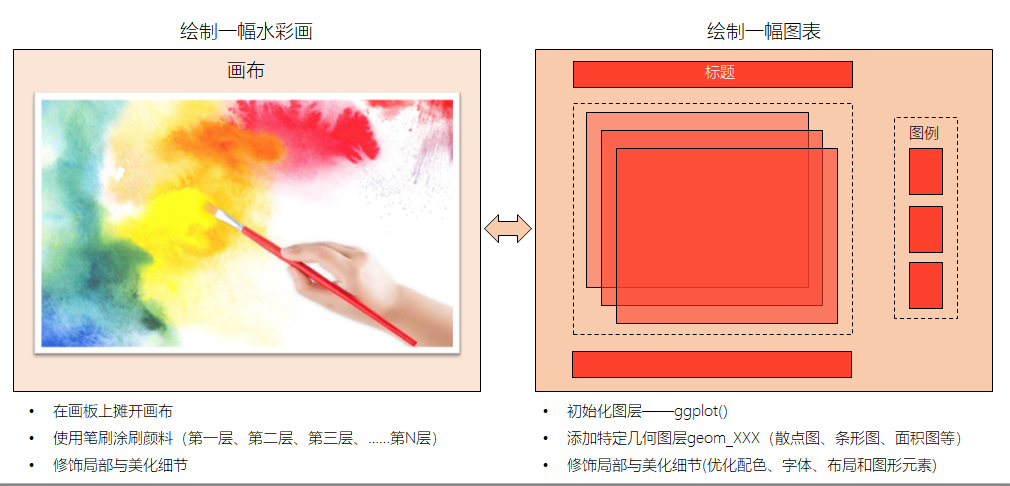 绘制一幅水彩画
绘制一幅图表
画布
标题
图例
• 在画板上摊开画布
• 使用笔刷涂刷颜料（第一层、第二层、第三层、……第N层）
• 修饰局部与美化细节
• 初始化图层——ggplot()
• 添加特定几何图层geom_XXX（散点图、条形图、面积图等）
• 修饰局部与美化细节(优化配色、字体、布局和图形元素)